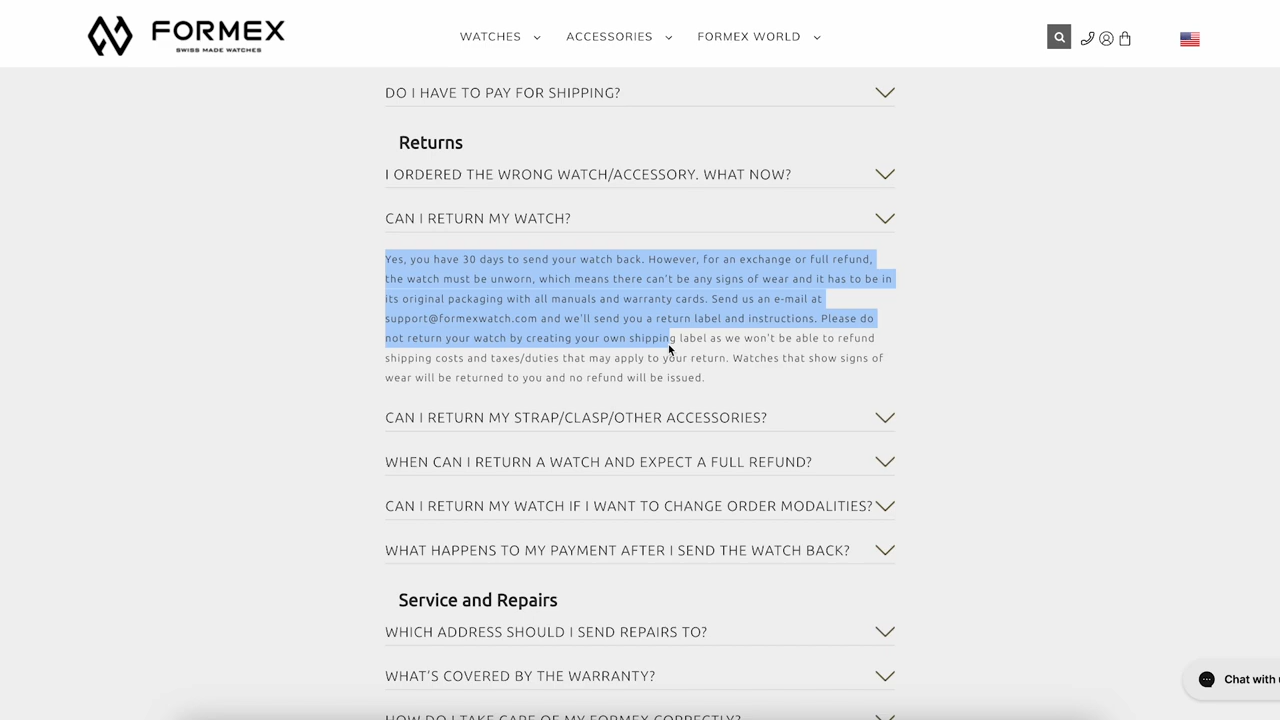 FORMEX
SWISS MADE WATCHES
WATCHES
ACCESSORIES
FORMEX WORLD
DO I HAVE TO PAY FOR SHIPPING?
Returns
I ORDERED THE WRONG WATCH/ACCESSORY. WHAT NOW?
CAN I RETURN MY WATCH?
Yes, you have 30 days to send your watch back. However, for an exchange or full refund,
the watch must be unworn, which means there can't be any signs of wear and it has to be in
its original packaging with all manuals and warranty cards. Send us an e-mail at
support@formexwatch.com and we'll send you a return label and instructions. Please do
not return your watch by creating your own shipping label as we won't be able to refund
shipping costs and taxes/duties that may apply to your return. Watches that show signs of
wear will be returned to you and no refund will be issued.
CAN I RETURN MY STRAP/CLASP/OTHER ACCESSORIES?
WHEN CAN I RETURN A WATCH AND EXPECT A FULL REFUND?
CAN I RETURN MY WATCH IF I WANT TO CHANGE ORDER MODALITIES?
WHAT HAPPENS TO MY PAYMENT AFTER I SEND THE WATCH BACK?
Service and Repairs
WHICH ADDRESS SHOULD I SEND REPAIRS TO?
WHAT'S COVERED BY THE WARRANTY?
Chat with
HOW DO I TAKE CARE OF MY FORMEX CORRECTLY?